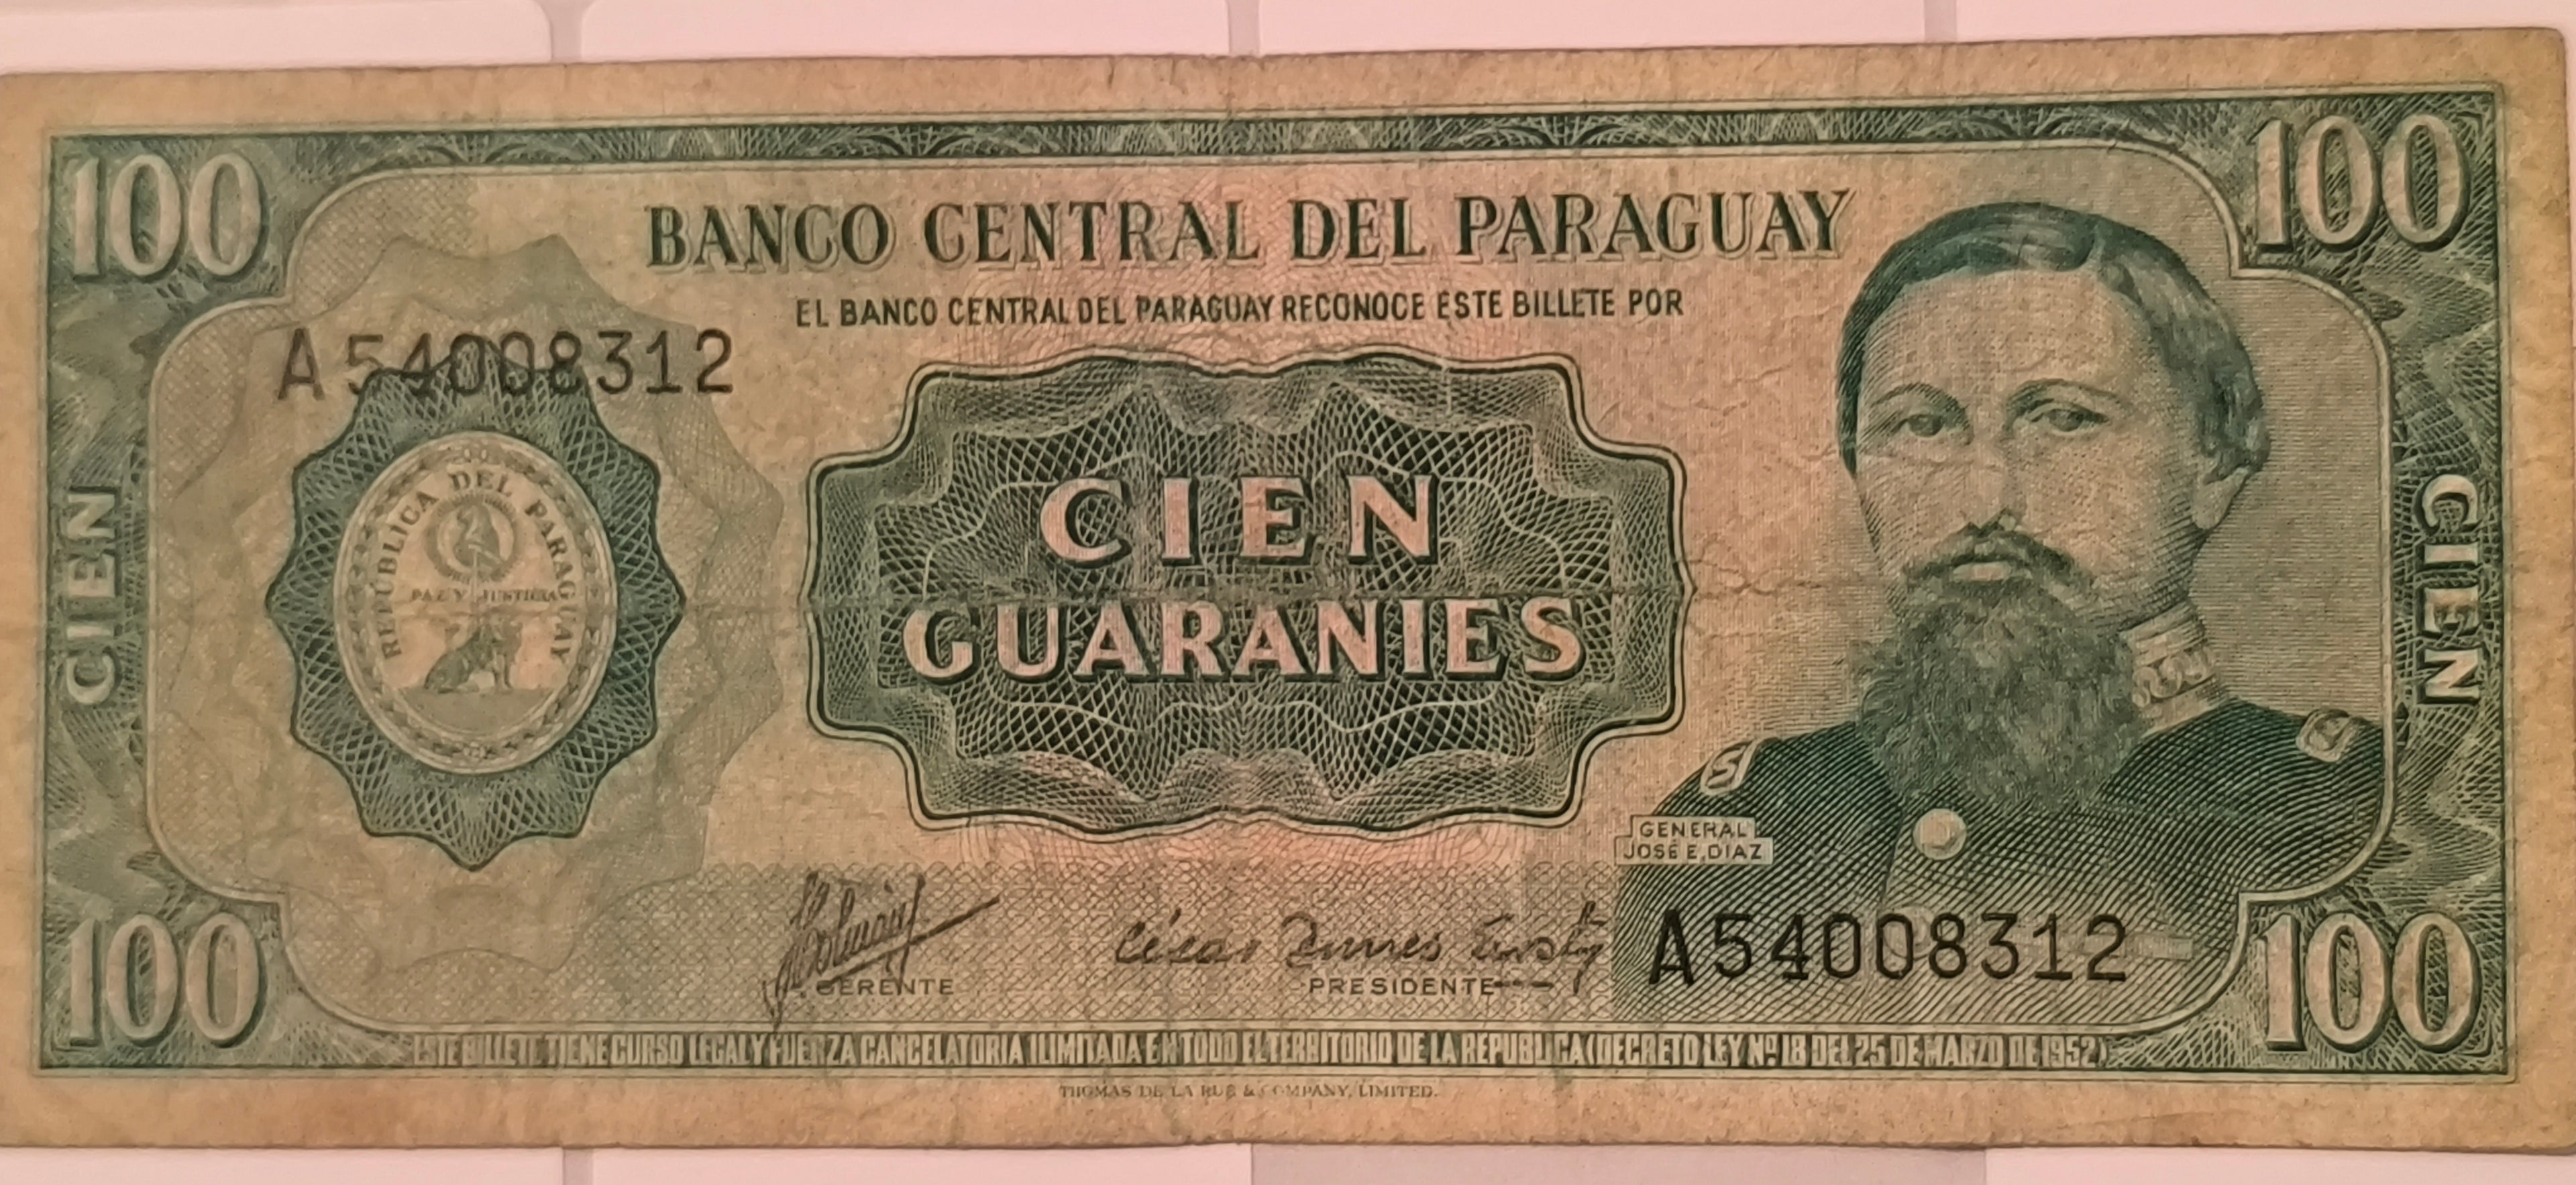 100
100
BANCO CENTRAL DEL PARAGUAY
EL BANCO CENTRAL DEL PARAGUAY RECONOCE ESTE BILLETE POR
A54008312
REPÚBLICA DEL PARAGUAY
PAZ Y JUSTICIA
CIEN
CIEN
GUARANIES
CIEN
GENERAL
JOSÉ E. DIAZ
César
GERENTE
PRESIDENTE
A54008312
100
100
ESTE BILLETE TIENE CURSO LEGAL Y FUERZA CANCELATORIA ILIMITADA EN TODO EL TERRITORIO DE LA REPUBLICA (DECRETO LEY Nº 18 DEL 25 DE MARZO DE 1952)
THOMAS DE LA RUE & COMPANY, LIMITED.